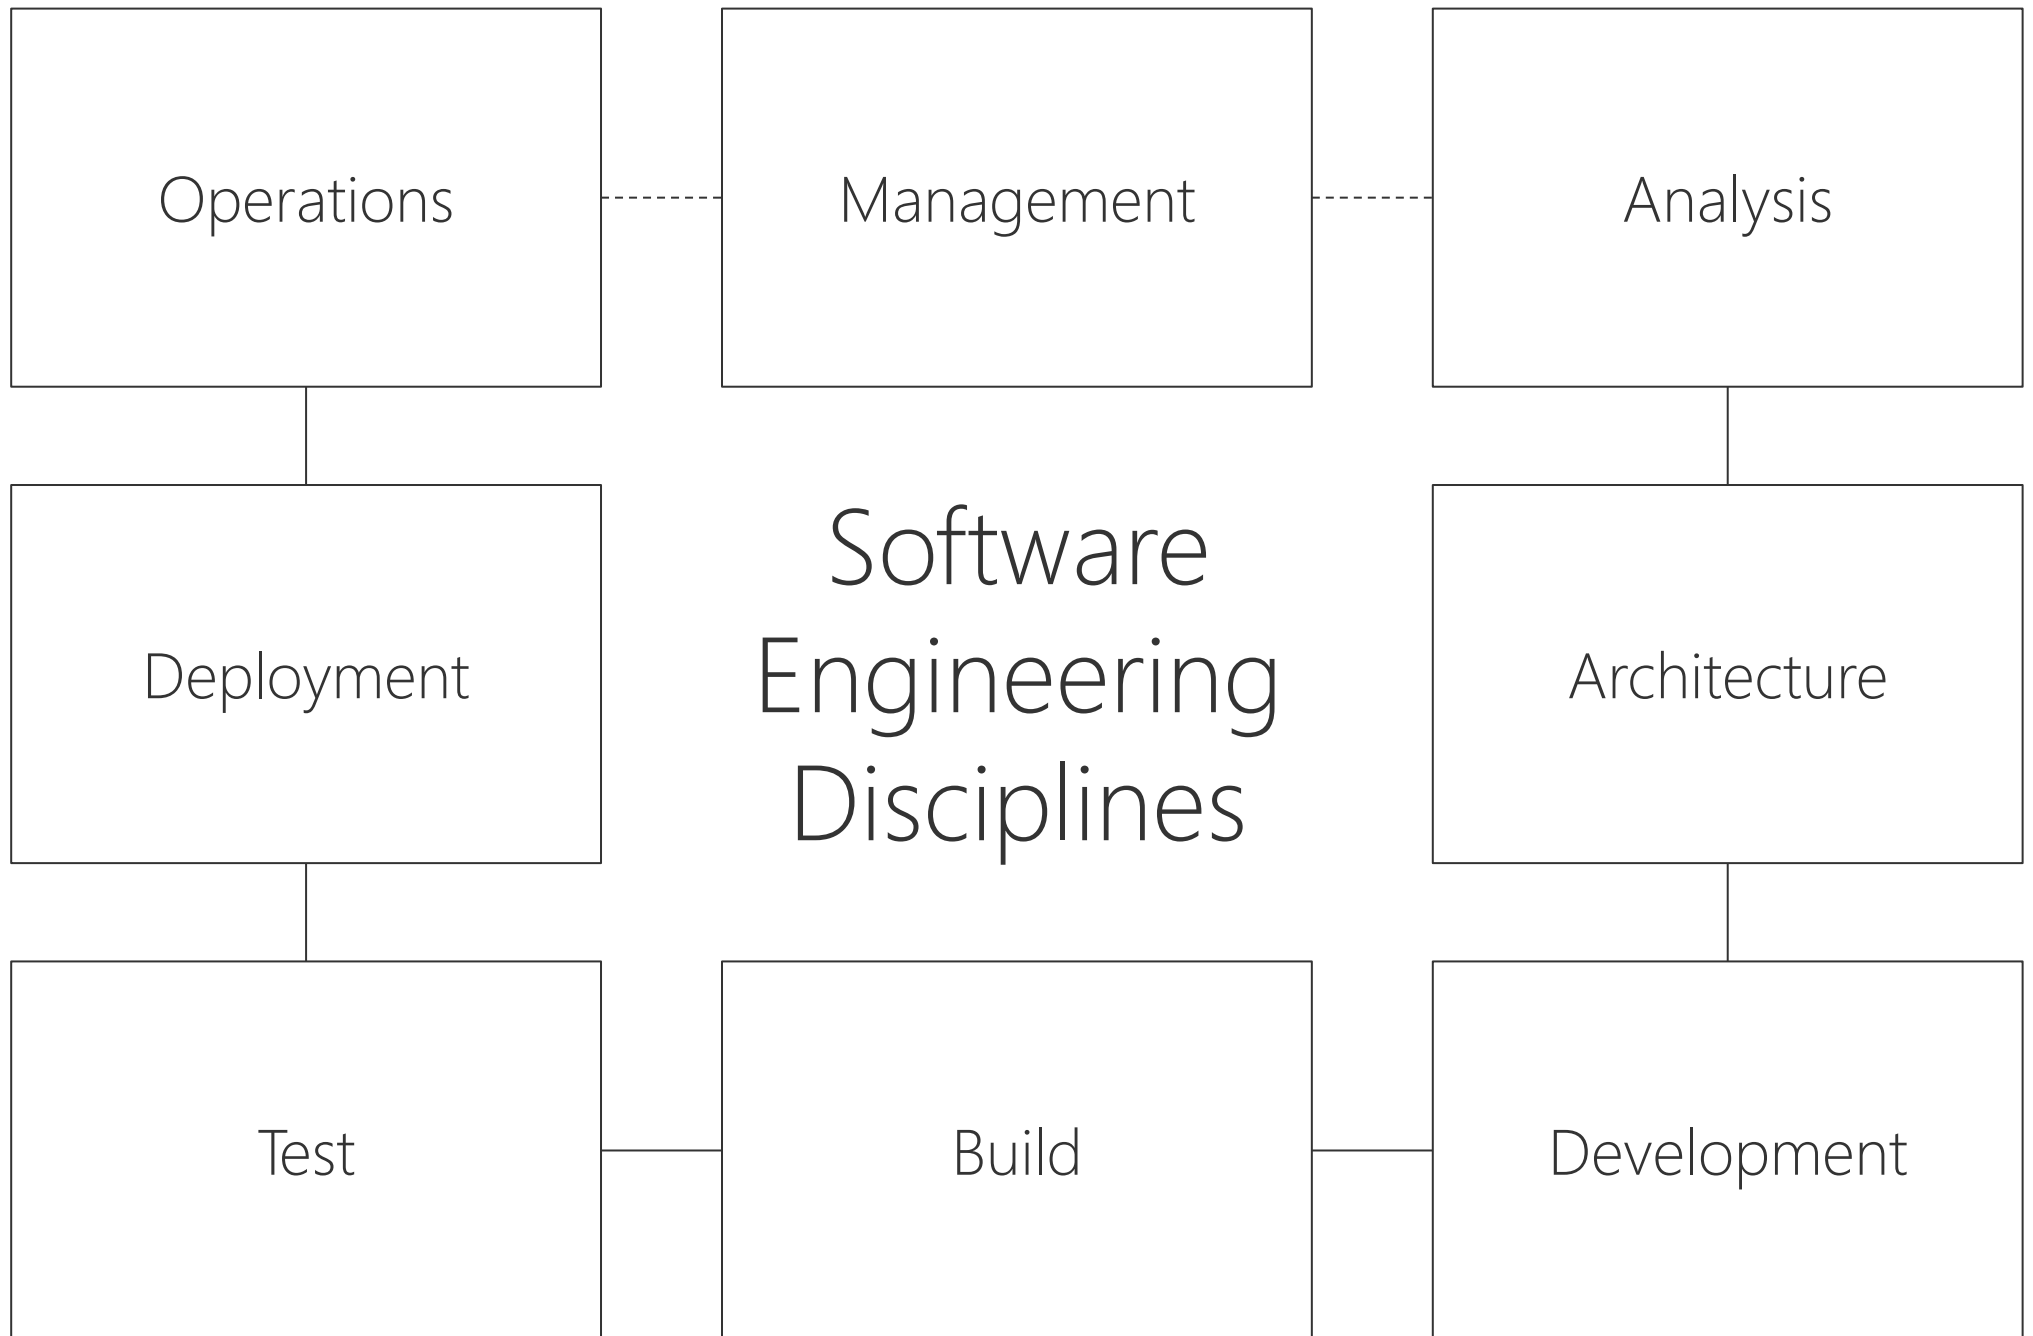 Operations
Management
Analysis
Software
Engineering
Disciplines
Deployment
Architecture
Test
Build
Development